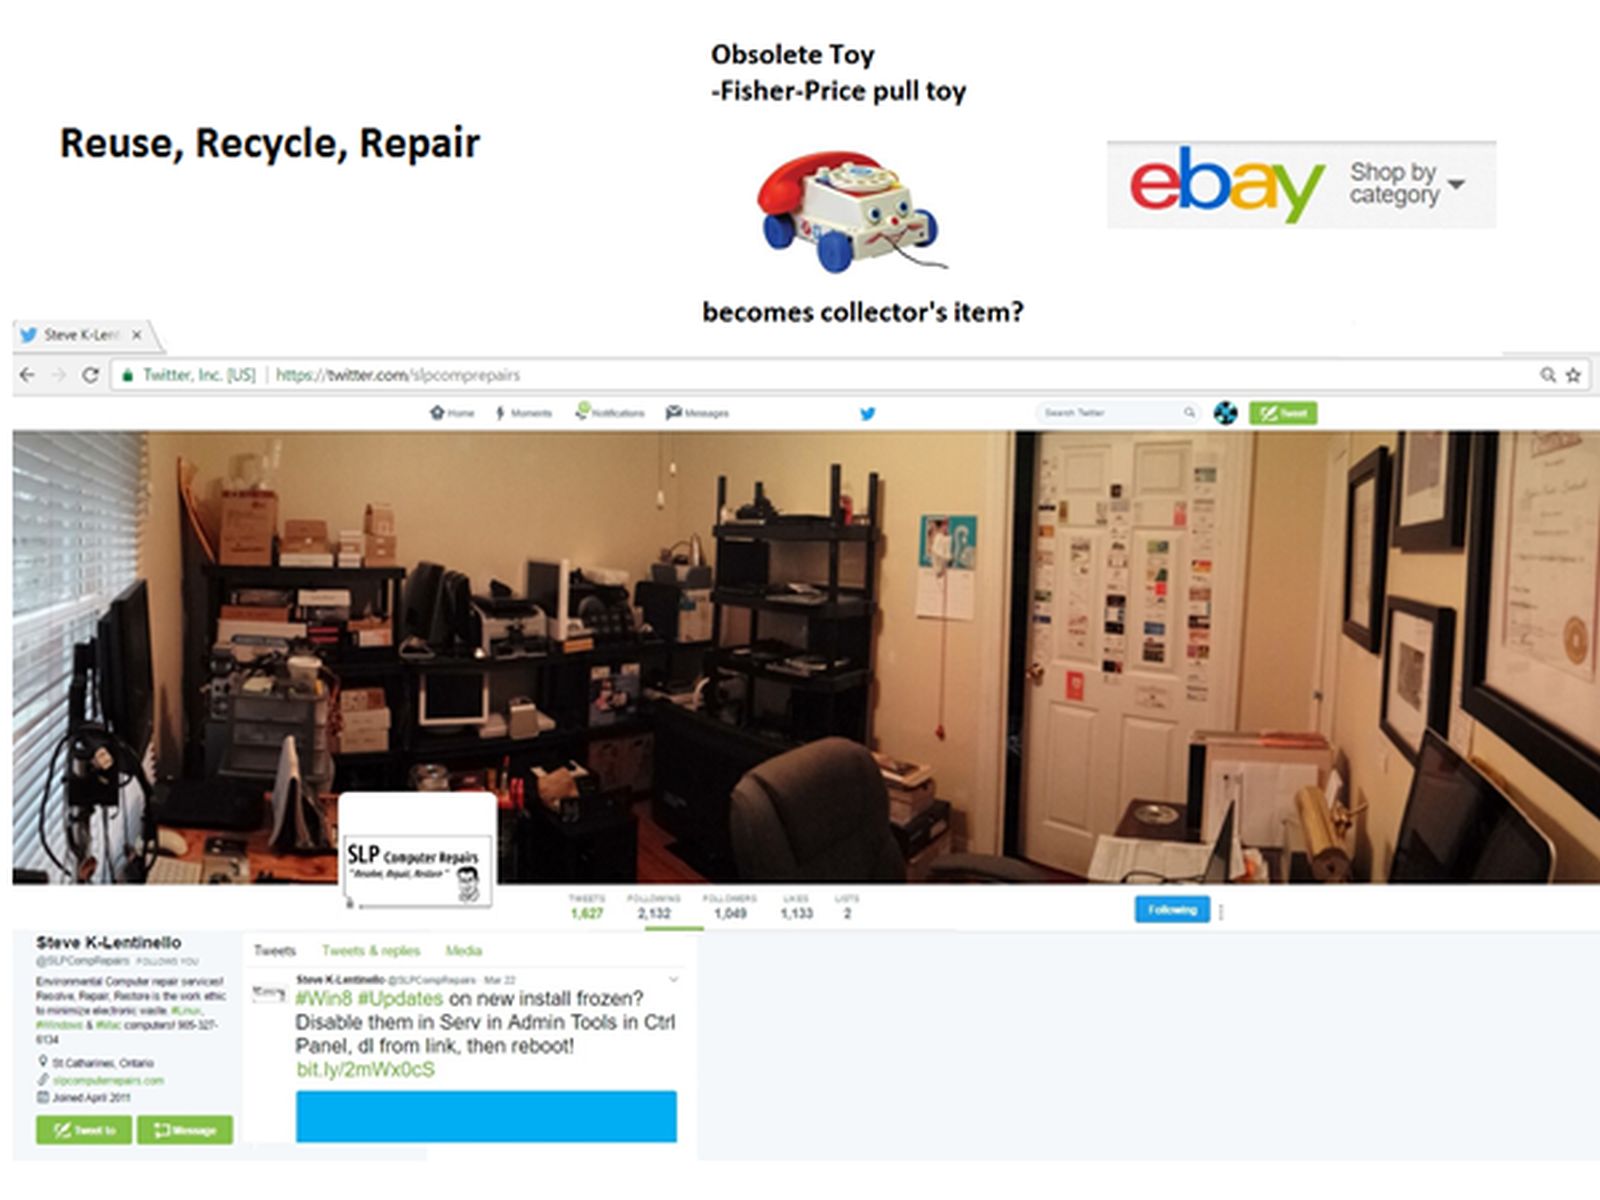 Obsolete Toy
-Fisher-Price pull toy
Reuse, Recycle, Repair
ebay
Shop by
category
becomes collector's item?
Steve K-Lent
Twitter, Inc. [US]
https://twitter.com/slpcomprepairs
Home Moments Notifications Messages
Search Twitter
Tweet
SLP Computer Repairs
"Resolve, Repair, Restore"
TWEETS FOLLOWING FOLLOWERS LIKES LISTS
1,627 2,132 1,049 1,133 2
Following
Steve K-Lentinello
@SLPCompRepairs FOLLOWS YOU
Environmental Computer repair services!
Resolve, Repair, Restore is the work ethic
to minimize electronic waste. #Linux,
#Windows & #Mac computers! 905-327-
6134
St.Catharines, Ontario
slpcomputerrepairs.com
Joined April 2011
Tweet to Message
Tweets Tweets & replies Media
Steve K-Lentinello @SLPCompRepairs · Mar 22
#Win8 #Updates on new install frozen?
Disable them in Serv in Admin Tools in Ctrl
Panel, dl from link, then reboot!
bit.ly/2mWx0cS